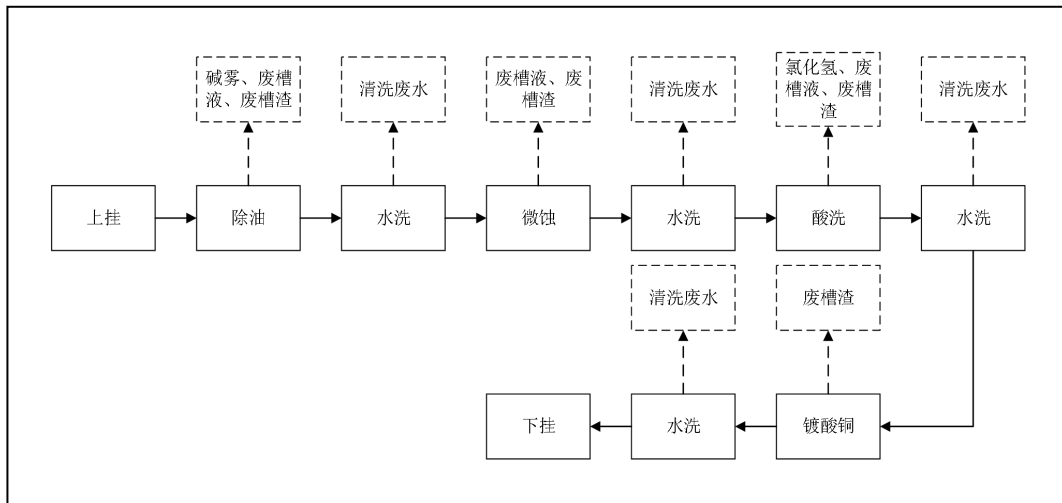 碱雾、废槽
液、废槽渣
清洗废水
废槽液、废
槽渣
清洗废水
氯化氢、废
槽液、废槽
渣
清洗废水
上挂
除油
水洗
微蚀
水洗
酸洗
水洗
清洗废水
废槽渣
下挂
水洗
镀酸铜